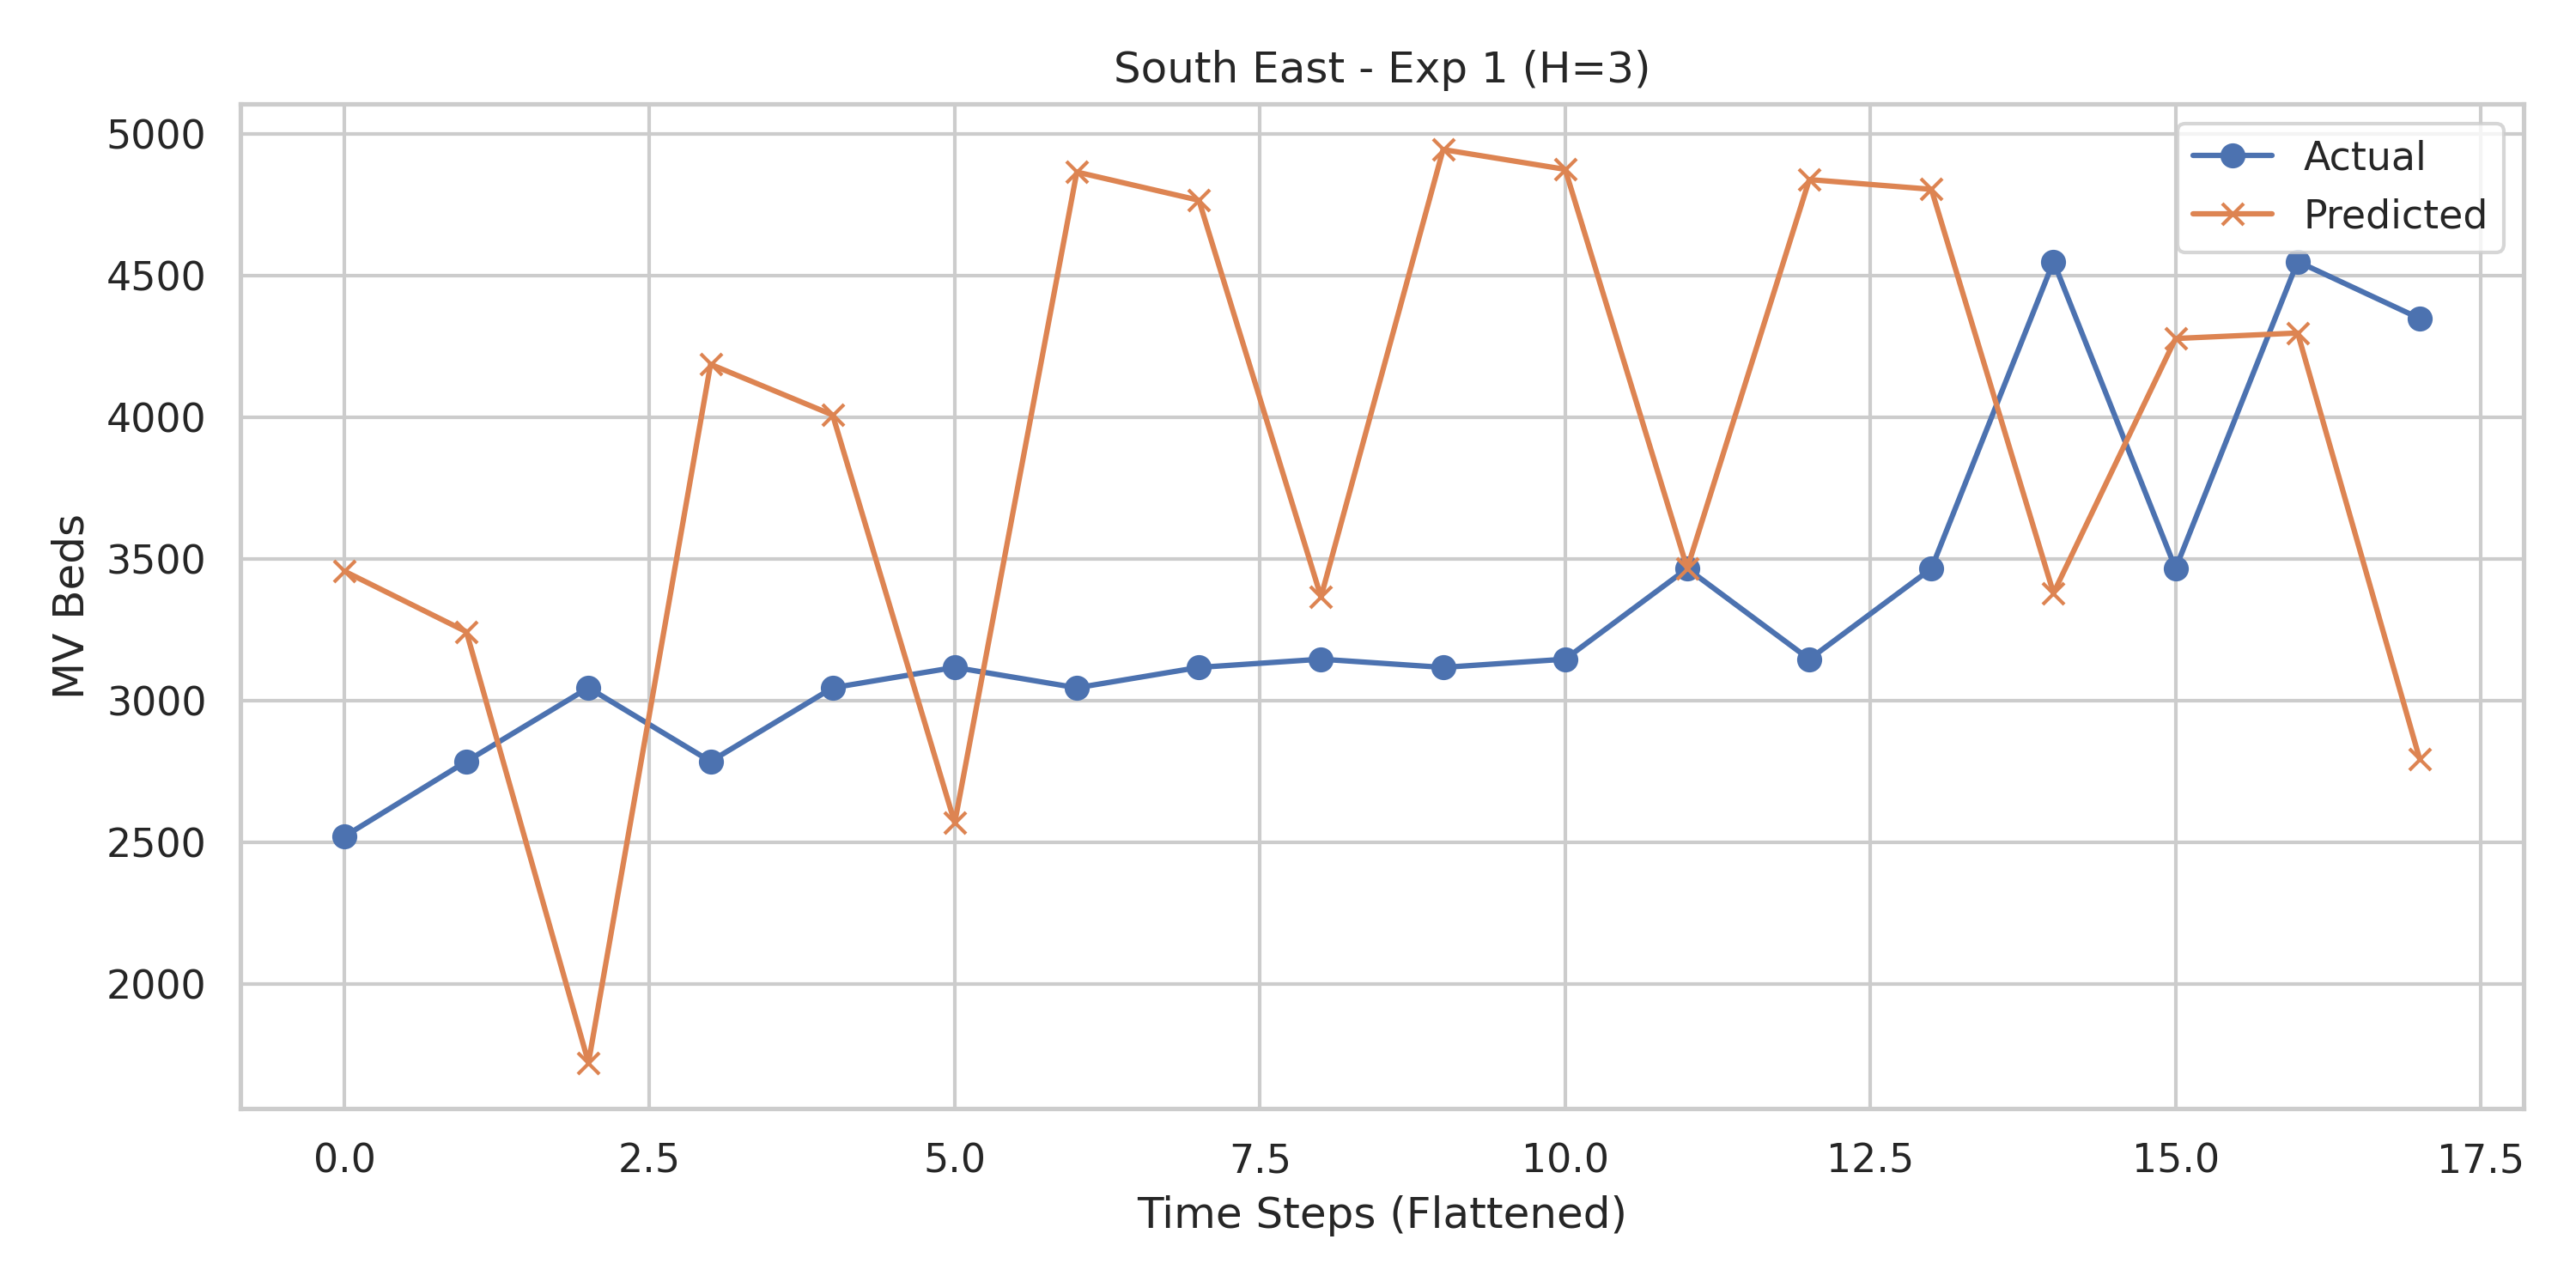 South East - Exp 1 (H=3)
5000
4500
4000
3500
3000
2500
2000
MV Beds
Actual
Predicted
0.0 2.5 5.0 7.5 10.0 12.5 15.0 17.5
Time Steps (Flattened)